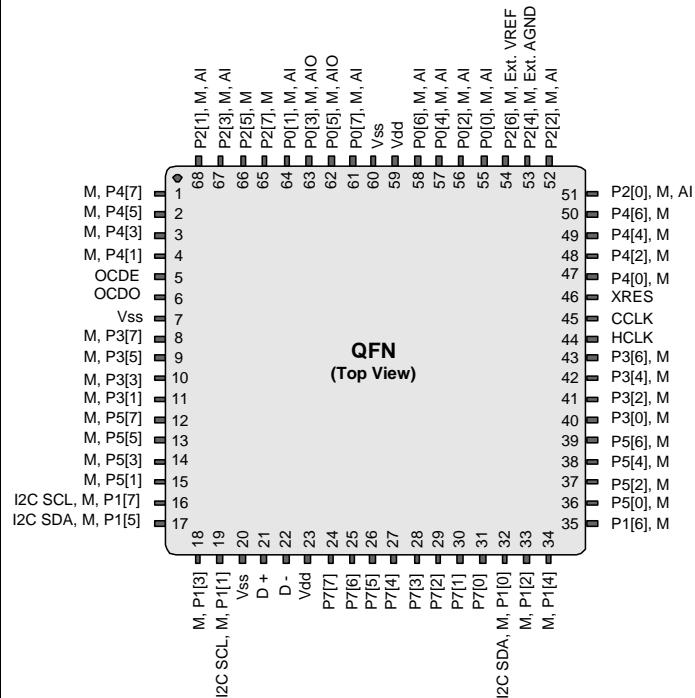 P2[1], M, AI
P2[3], M, AI
P2[5], M
P2[7], M
P0[1], M, AI
P0[3], M, AIO
P0[5], M, AIO
P0[7], M, AI
Vss
Vdd
P0[6], M, AI
P0[4], M, AI
P0[2], M, AI
P0[0], M, AI
P2[6], M, Ext. VREF
P2[4], M, Ext. AGND
P2[2], M, AI
68
67
66
65
64
63
62
61
60
59
58
57
56
55
54
53
52
M, P4[7] 1
M, P4[5] 2
M, P4[3] 3
M, P4[1] 4
OCDE 5
OCDO 6
Vss 7
M, P3[7] 8
M, P3[5] 9
M, P3[3] 10
M, P3[1] 11
M, P5[7] 12
M, P5[5] 13
M, P5[3] 14
M, P5[1] 15
I2C SCL, M, P1[7] 16
I2C SDA, M, P1[5] 17
QFN
(Top View)
51 P2[0], M, AI
50 P4[6], M
49 P4[4], M
48 P4[2], M
47 P4[0], M
46 XRES
45 CCLK
44 HCLK
43 P3[6], M
42 P3[4], M
41 P3[2], M
40 P3[0], M
39 P5[6], M
38 P5[4], M
37 P5[2], M
36 P5[0], M
35 P1[6], M
18
19
20
21
22
23
24
25
26
27
28
29
30
31
32
33
34
M, P1[3]
I2C SCL, M, P1[1]
Vss
D +
D -
Vdd
P7[7]
P7[6]
P7[5]
P7[4]
P7[3]
P7[2]
P7[1]
P7[0]
I2C SDA, M, P1[0]
M, P1[2]
M, P1[4]